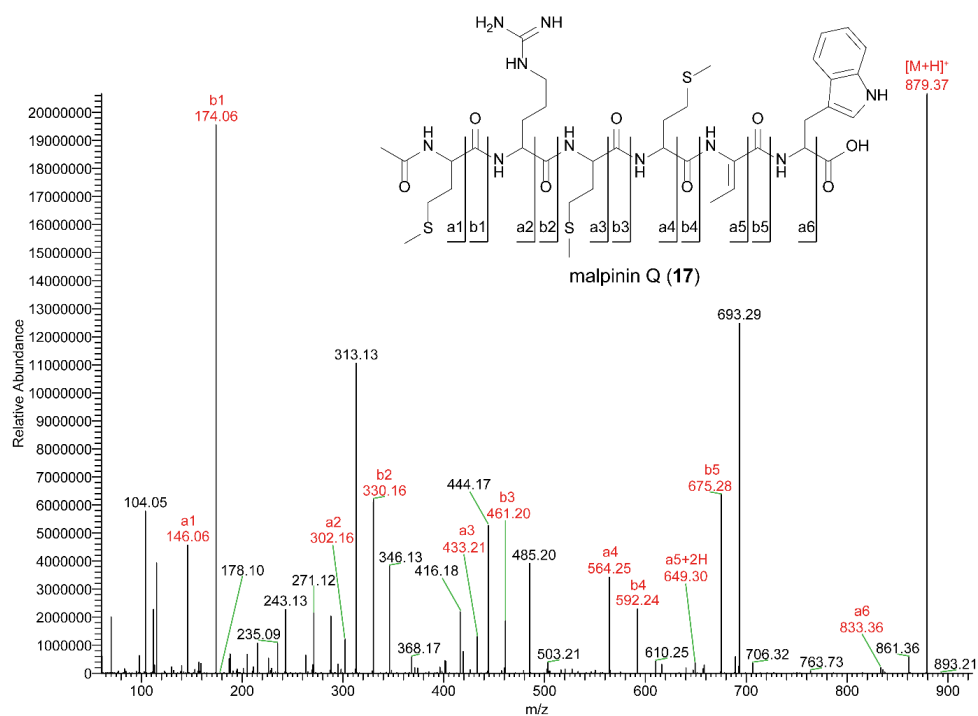 H₂N
NH
HN
S
NH
[M+H]⁺
879.37
b1
174.06
H
N
O
N
H
O
H
N
O
N
H
O
H
N
O
N
H
OH
O
S
S
a1 b1 a2 b2 a3 b3 a4 b4 a5 b5 a6
malpinin Q (17)
693.29
313.13
b2
330.16
444.17
b3
461.20
b5
675.28
104.05
a1
146.06
a2
302.16
a3
433.21
a4
564.25
a5+2H
649.30
b4
592.24
178.10
271.12
346.13
416.18
485.20
243.13
235.09
368.17
503.21
610.25
706.32
763.73
a6
833.36
861.36
893.21
20000000
19000000
18000000
17000000
16000000
15000000
14000000
13000000
12000000
11000000
10000000
9000000
8000000
7000000
6000000
5000000
4000000
3000000
2000000
1000000
0
Relative Abundance
100 200 300 400 500 600 700 800 900
m/z